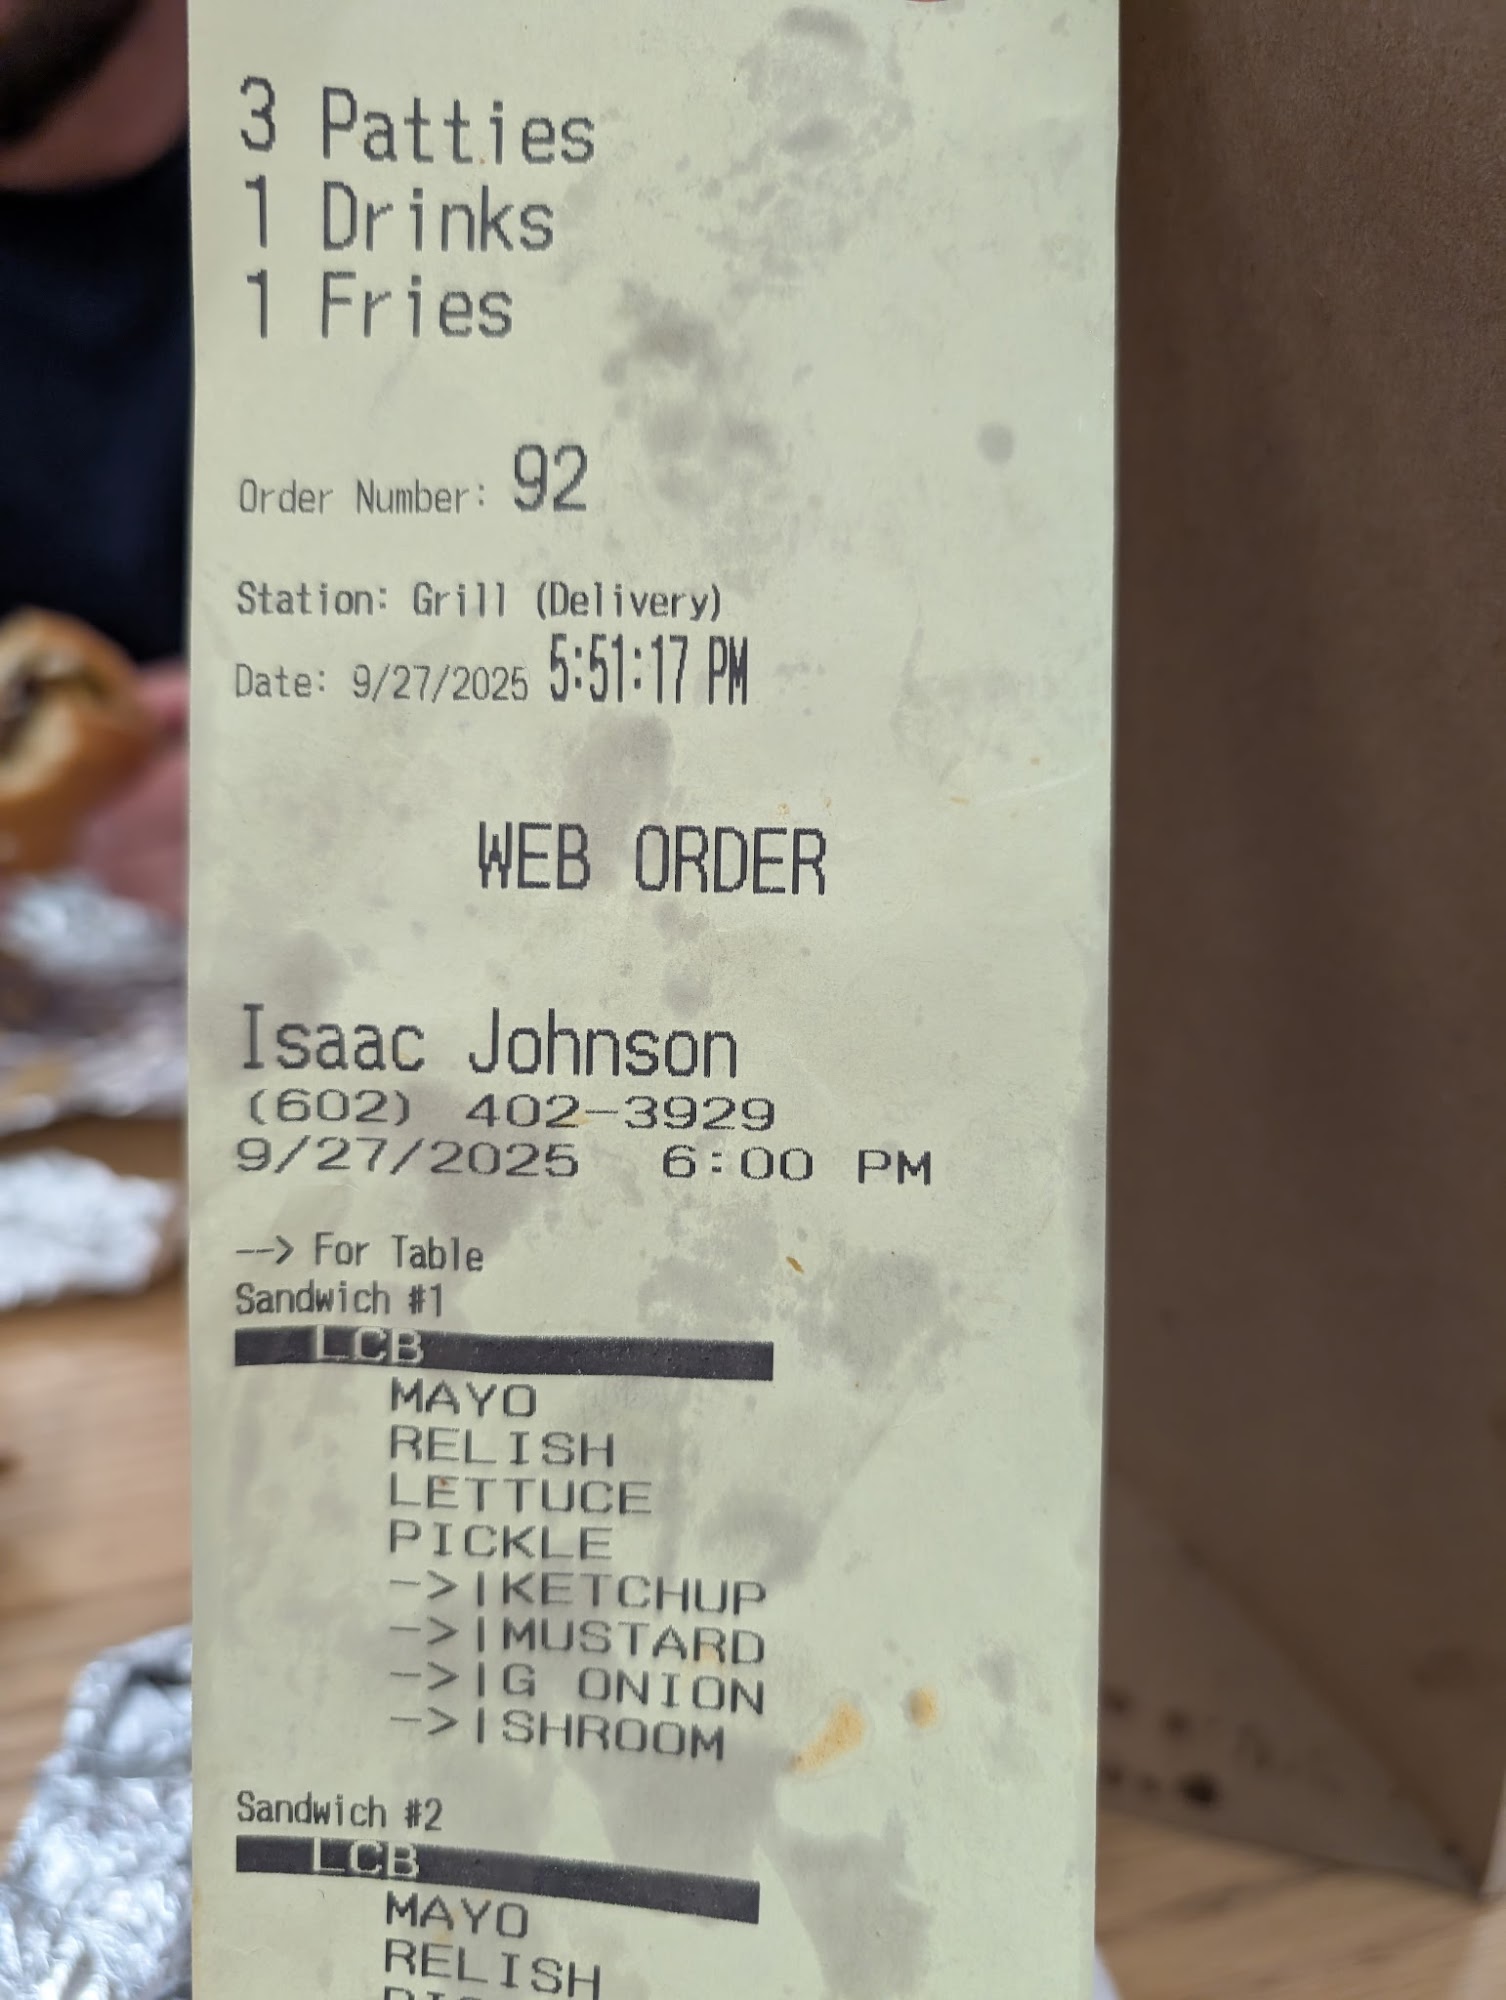 3 Patties
1 Drinks
1 Fries
Order Number: 92
Station: Grill (Delivery)
Date: 9/27/2025 5:51:17 PM
WEB ORDER
Isaac Johnson
(602) 402-3929
9/27/2025 6:00 PM
--> For Table
Sandwich #1
LCB
MAYO
RELISH
LETTUCE
PICKLE
->|KETCHUP
->|MUSTARD
->|G ONION
->|SHROOM
Sandwich #2
LCB
MAYO
RELISH